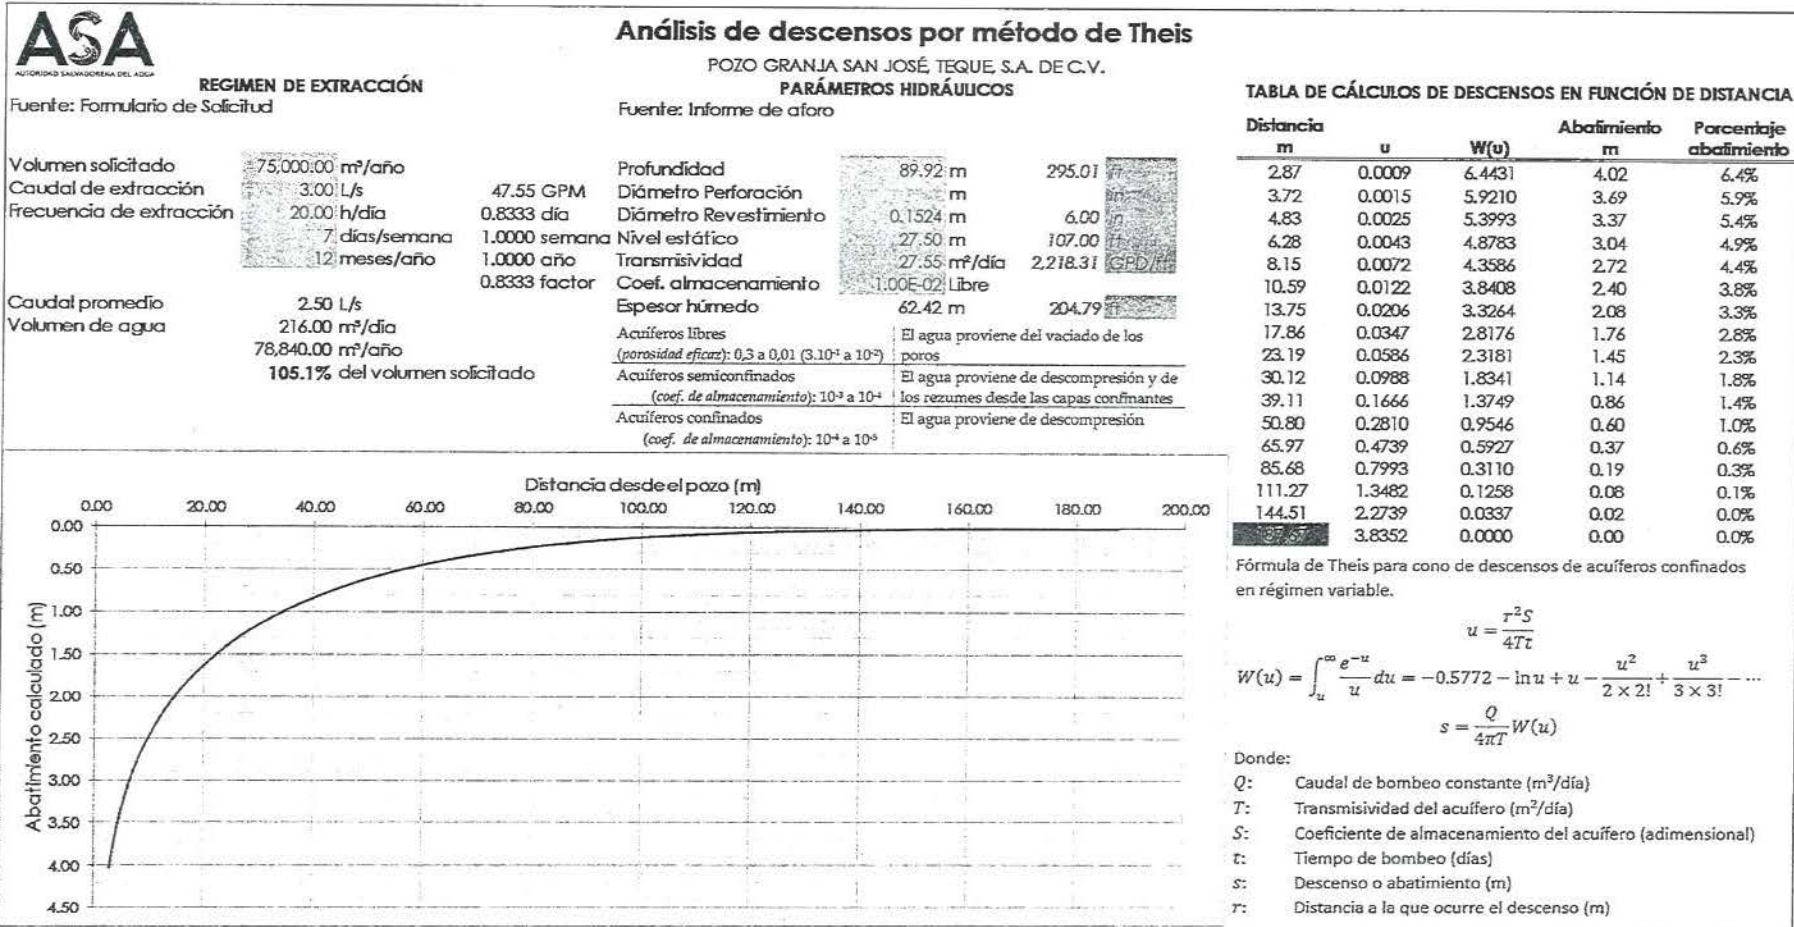 ASA
AUTORIDAD SALVADOREÑA DEL AGUA
Análisis de descensos por método de Theis
POZO GRANJA SAN JOSÉ, TEQUE, S.A. DE C.V.
REGIMEN DE EXTRACCIÓN
Fuente: Formulario de Solicitud
Volumen solicitado 75,000.00 m³/año
Caudal de extracción 3.00 L/s 47.55 GPM
Frecuencia de extracción 20.00 h/día 0.8333 día
7 días/semana 1.0000 semana
12 meses/año 1.0000 año
0.8333 factor
Caudal promedio 2.50 L/s
Volumen de agua 216.00 m³/día
78,840.00 m³/año
105.1% del volumen solicitado
PARÁMETROS HIDRÁULICOS
Fuente: Informe de aforo
Profundidad 89.92 m 295.01 ft
Diámetro Perforación m in
Diámetro Revestimiento 0.1524 m 6.00 in
Nivel estático 27.50 m 107.00 ft
Transmisividad 27.55 m²/día 2,218.31 GPD/ft
Coef. almacenamiento 1.00E-02 Libre
Espesor húmedo 62.42 m 204.79 ft
Acuíferos libres El agua proviene del vaciado de los
(porosidad eficaz): 0,3 a 0,01 (3.10⁻¹ a 10⁻²) poros
Acuíferos semiconfinados El agua proviene de descompresión y de
(coef. de almacenamiento): 10⁻³ a 10⁻⁴ los rezumes desde las capas confinantes
Acuíferos confinados El agua proviene de descompresión
(coef. de almacenamiento): 10⁻⁴ a 10⁻⁵
TABLA DE CÁLCULOS DE DESCENSOS EN FUNCIÓN DE DISTANCIA
Distancia Abatimiento Porcentaje
m u W(u) m abatimiento
2.87 0.0009 6.4431 4.02 6.4%
3.72 0.0015 5.9210 3.69 5.9%
4.83 0.0025 5.3993 3.37 5.4%
6.28 0.0043 4.8783 3.04 4.9%
8.15 0.0072 4.3586 2.72 4.4%
10.59 0.0122 3.8408 2.40 3.8%
13.75 0.0206 3.3264 2.08 3.3%
17.86 0.0347 2.8176 1.76 2.8%
23.19 0.0586 2.3181 1.45 2.3%
30.12 0.0988 1.8341 1.14 1.8%
39.11 0.1666 1.3749 0.86 1.4%
50.80 0.2810 0.9546 0.60 1.0%
65.97 0.4739 0.5927 0.37 0.6%
85.68 0.7993 0.3110 0.19 0.3%
111.27 1.3482 0.1258 0.08 0.1%
144.51 2.2739 0.0337 0.02 0.0%
187.67 3.8352 0.0000 0.00 0.0%
Distancia desde el pozo (m)
0.00 20.00 40.00 60.00 80.00 100.00 120.00 140.00 160.00 180.00 200.00
Abatimiento calculado (m)
0.00
0.50
1.00
1.50
2.00
2.50
3.00
3.50
4.00
4.50
Fórmula de Theis para cono de descensos de acuíferos confinados
en régimen variable.
u = r²S / 4Tt
W(u) = ∫ᵤ^∞ e⁻ᵘ/u du = −0.5772 − ln u + u − u²/(2 × 2!) + u³/(3 × 3!) − ⋯
s = Q/(4πT) W(u)
Donde:
Q: Caudal de bombeo constante (m³/día)
T: Transmisividad del acuífero (m²/día)
S: Coeficiente de almacenamiento del acuífero (adimensional)
t: Tiempo de bombeo (días)
s: Descenso o abatimiento (m)
r: Distancia a la que ocurre el descenso (m)